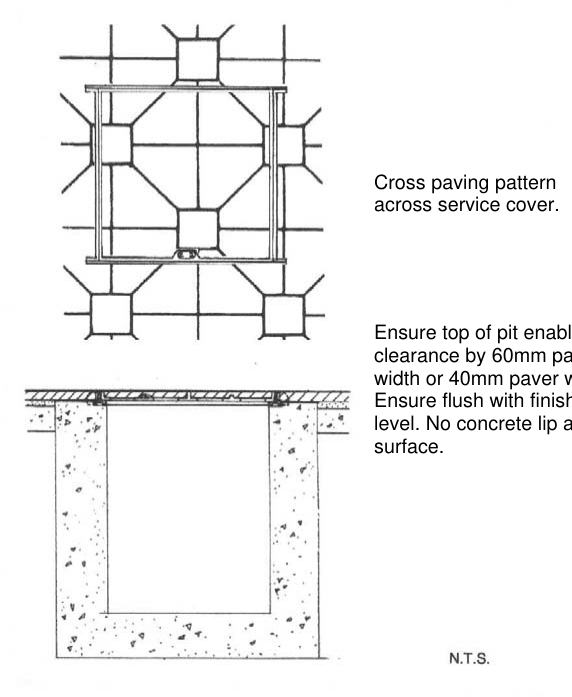 Cross paving pattern
across service cover.
Ensure top of pit enabl
clearance by 60mm pa
width or 40mm paver w
Ensure flush with finish
level. No concrete lip a
surface.
N.T.S.